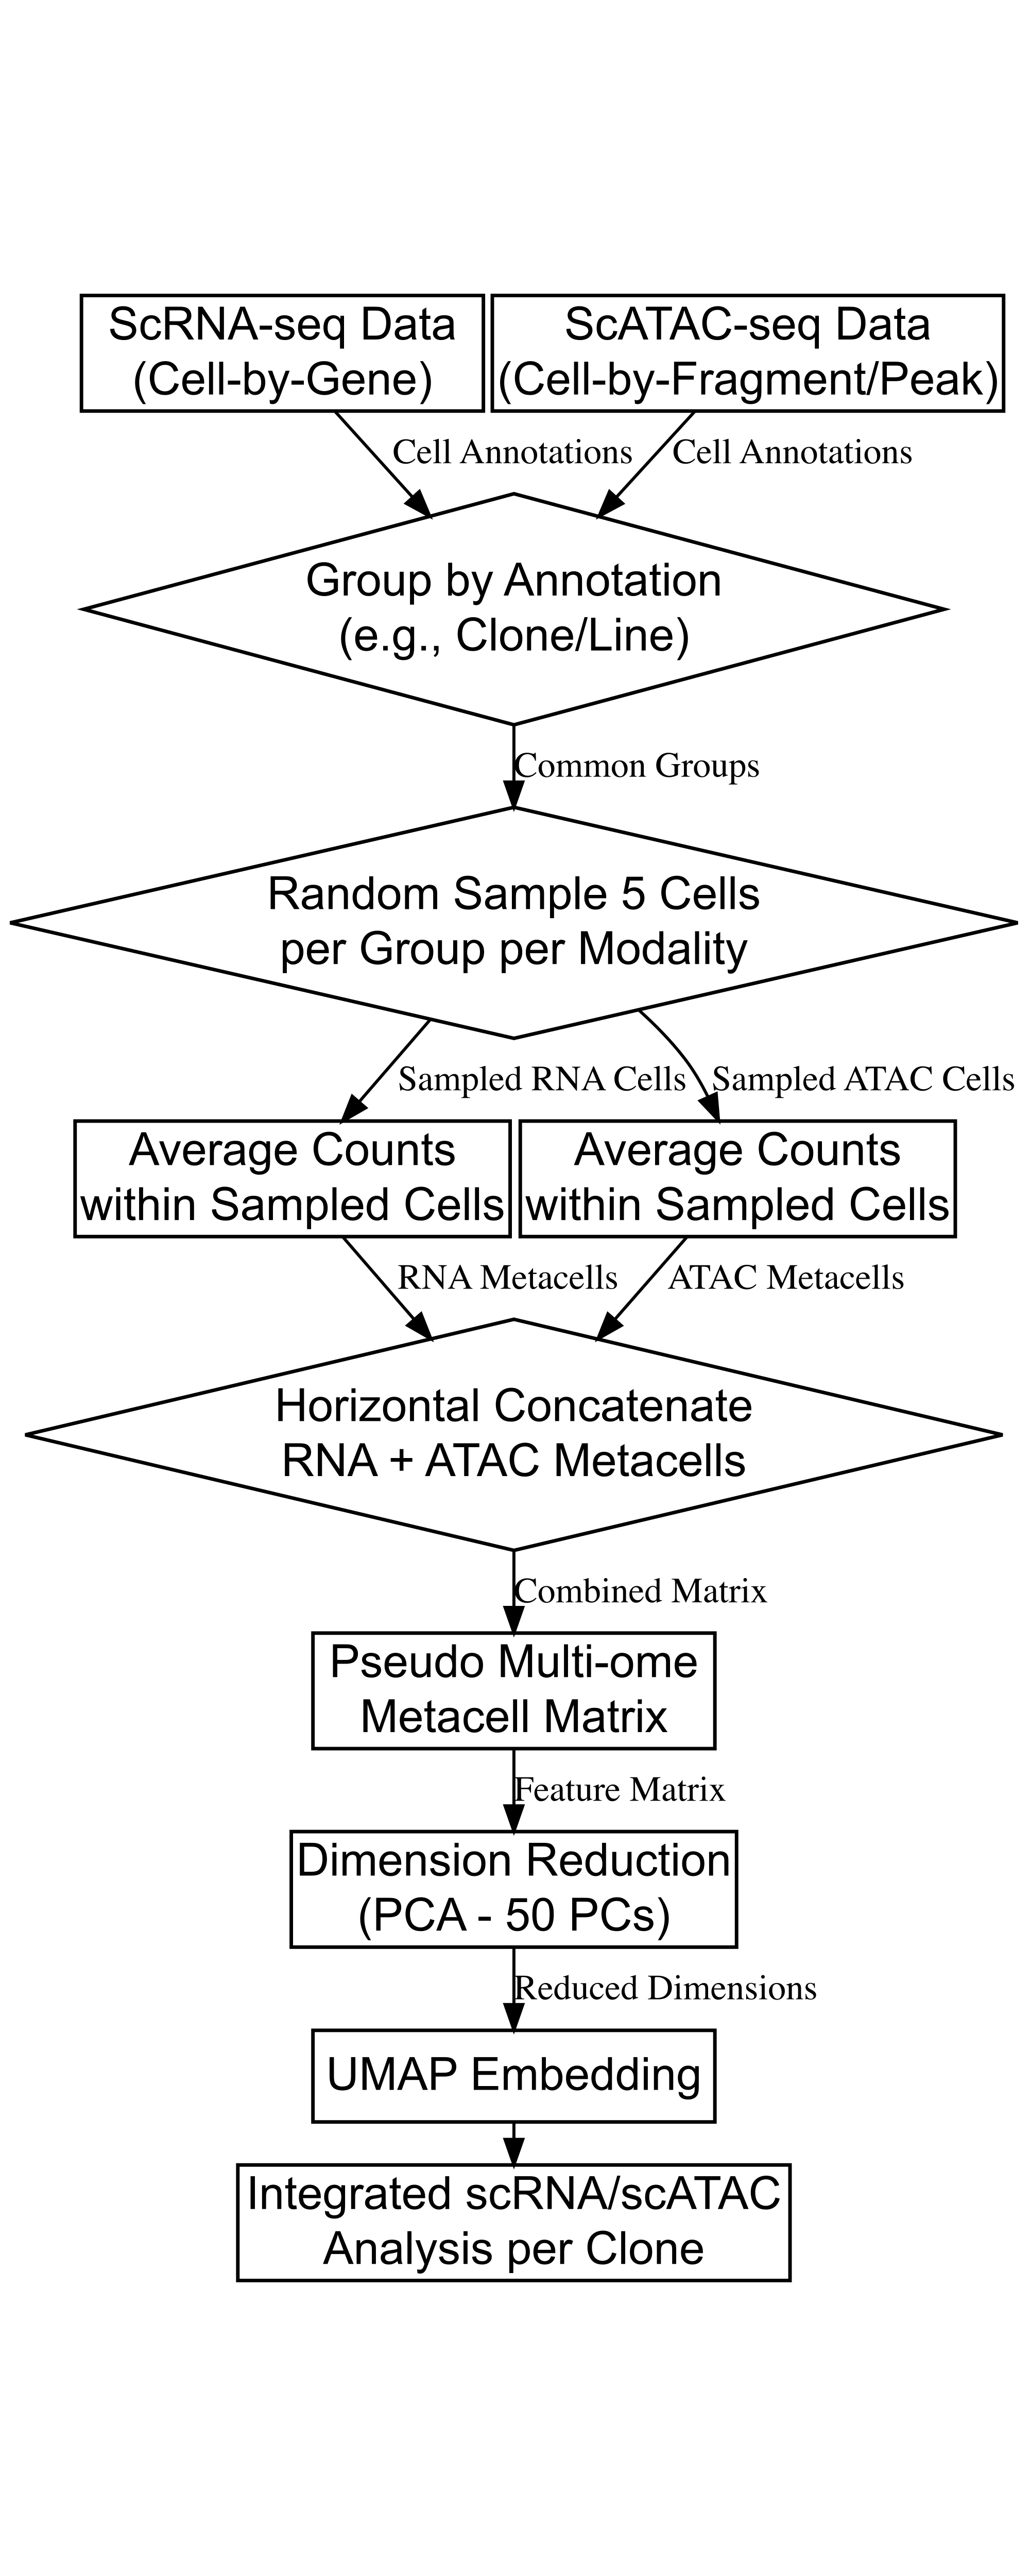 ScRNA-seq Data
(Cell-by-Gene)
ScATAC-seq Data
(Cell-by-Fragment/Peak)
Cell Annotations
Cell Annotations
Group by Annotation
(e.g., Clone/Line)
Common Groups
Random Sample 5 Cells
per Group per Modality
Sampled RNA Cells
Sampled ATAC Cells
Average Counts
within Sampled Cells
Average Counts
within Sampled Cells
RNA Metacells
ATAC Metacells
Horizontal Concatenate
RNA + ATAC Metacells
Combined Matrix
Pseudo Multi-ome
Metacell Matrix
Feature Matrix
Dimension Reduction
(PCA - 50 PCs)
Reduced Dimensions
UMAP Embedding
Integrated scRNA/scATAC
Analysis per Clone